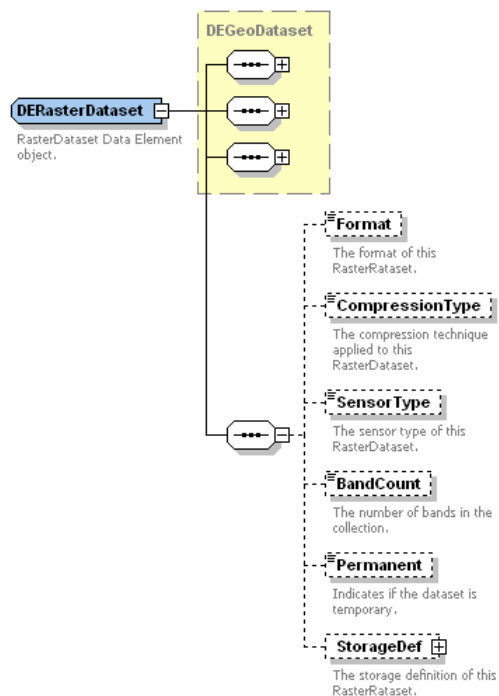 DEGeoDataset
DERasterDataset
RasterDataset Data Element
object.
Format
The format of this
RasterRataset.
CompressionType
The compression technique
applied to this
RasterDataset.
SensorType
The sensor type of this
RasterDataset.
BandCount
The number of bands in the
collection.
Permanent
Indicates if the dataset is
temporary.
StorageDef
The storage definition of this
RasterRataset.